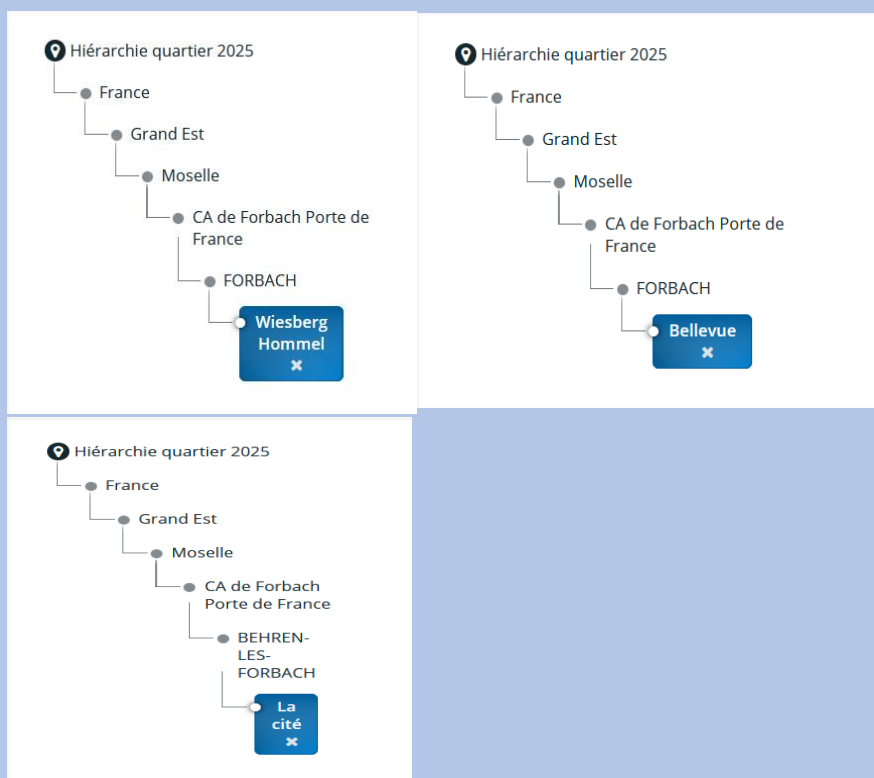 Hiérarchie quartier 2025
France
Grand Est
Moselle
CA de Forbach Porte de
France
FORBACH
Wiesberg
Hommel
Hiérarchie quartier 2025
France
Grand Est
Moselle
CA de Forbach Porte de
France
FORBACH
Bellevue
Hiérarchie quartier 2025
France
Grand Est
Moselle
CA de Forbach
Porte de France
BEHREN-
LES-
FORBACH
La
cité